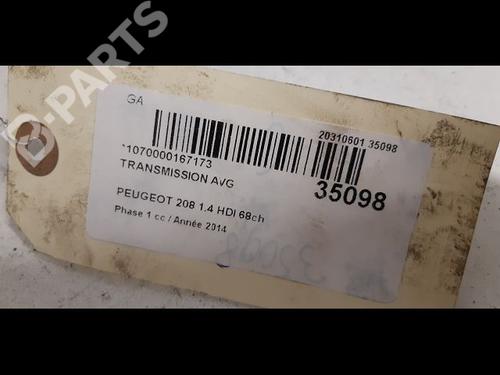 D-PARTS
GA
20310601 35098
*1070000167173
35098
TRANSMISSION AVG
PEUGEOT 208 1.4 HDI 68ch
Phase 1 cc / Année 2014
35098